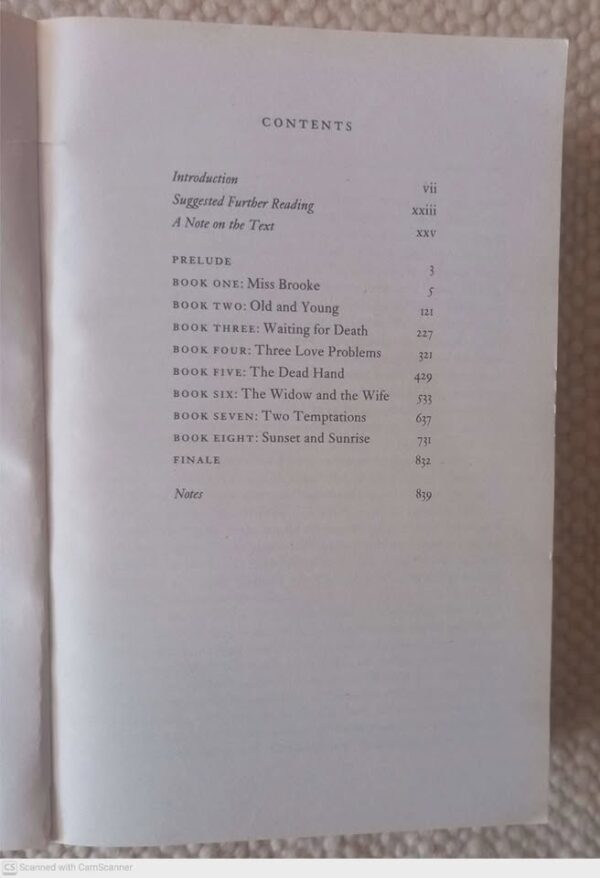 CONTENTS
Introduction vii
Suggested Further Reading xxiii
A Note on the Text xxv
PRELUDE 3
BOOK ONE: Miss Brooke 5
BOOK TWO: Old and Young 121
BOOK THREE: Waiting for Death 227
BOOK FOUR: Three Love Problems 321
BOOK FIVE: The Dead Hand 429
BOOK SIX: The Widow and the Wife 533
BOOK SEVEN: Two Temptations 637
BOOK EIGHT: Sunset and Sunrise 731
FINALE 832
Notes 839
CS Scanned with CamScanner